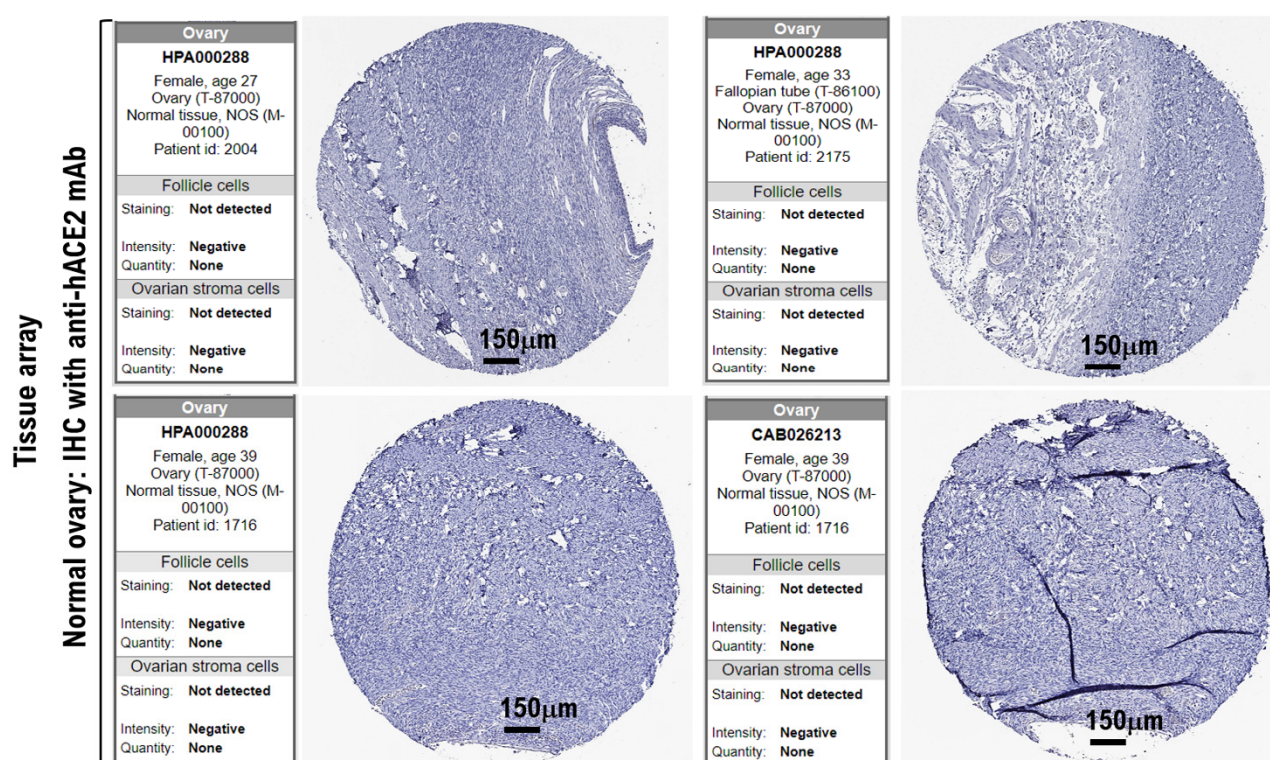 Tissue array
Normal ovary: IHC with anti-hACE2 mAb
Ovary
HPA000288
Female, age 27
Ovary (T-87000)
Normal tissue, NOS (M-
00100)
Patient id: 2004
Follicle cells
Staining: Not detected
Intensity: Negative
Quantity: None
Ovarian stroma cells
Staining: Not detected
Intensity: Negative
Quantity: None
150μm
Ovary
HPA000288
Female, age 33
Fallopian tube (T-86100)
Ovary (T-87000)
Normal tissue, NOS (M-
00100)
Patient id: 2175
Follicle cells
Staining: Not detected
Intensity: Negative
Quantity: None
Ovarian stroma cells
Staining: Not detected
Intensity: Negative
Quantity: None
150μm
Ovary
HPA000288
Female, age 39
Ovary (T-87000)
Normal tissue, NOS (M-
00100)
Patient id: 1716
Follicle cells
Staining: Not detected
Intensity: Negative
Quantity: None
Ovarian stroma cells
Staining: Not detected
Intensity: Negative
Quantity: None
150μm
Ovary
CAB026213
Female, age 39
Ovary (T-87000)
Normal tissue, NOS (M-
00100)
Patient id: 1716
Follicle cells
Staining: Not detected
Intensity: Negative
Quantity: None
Ovarian stroma cells
Staining: Not detected
Intensity: Negative
Quantity: None
150μm